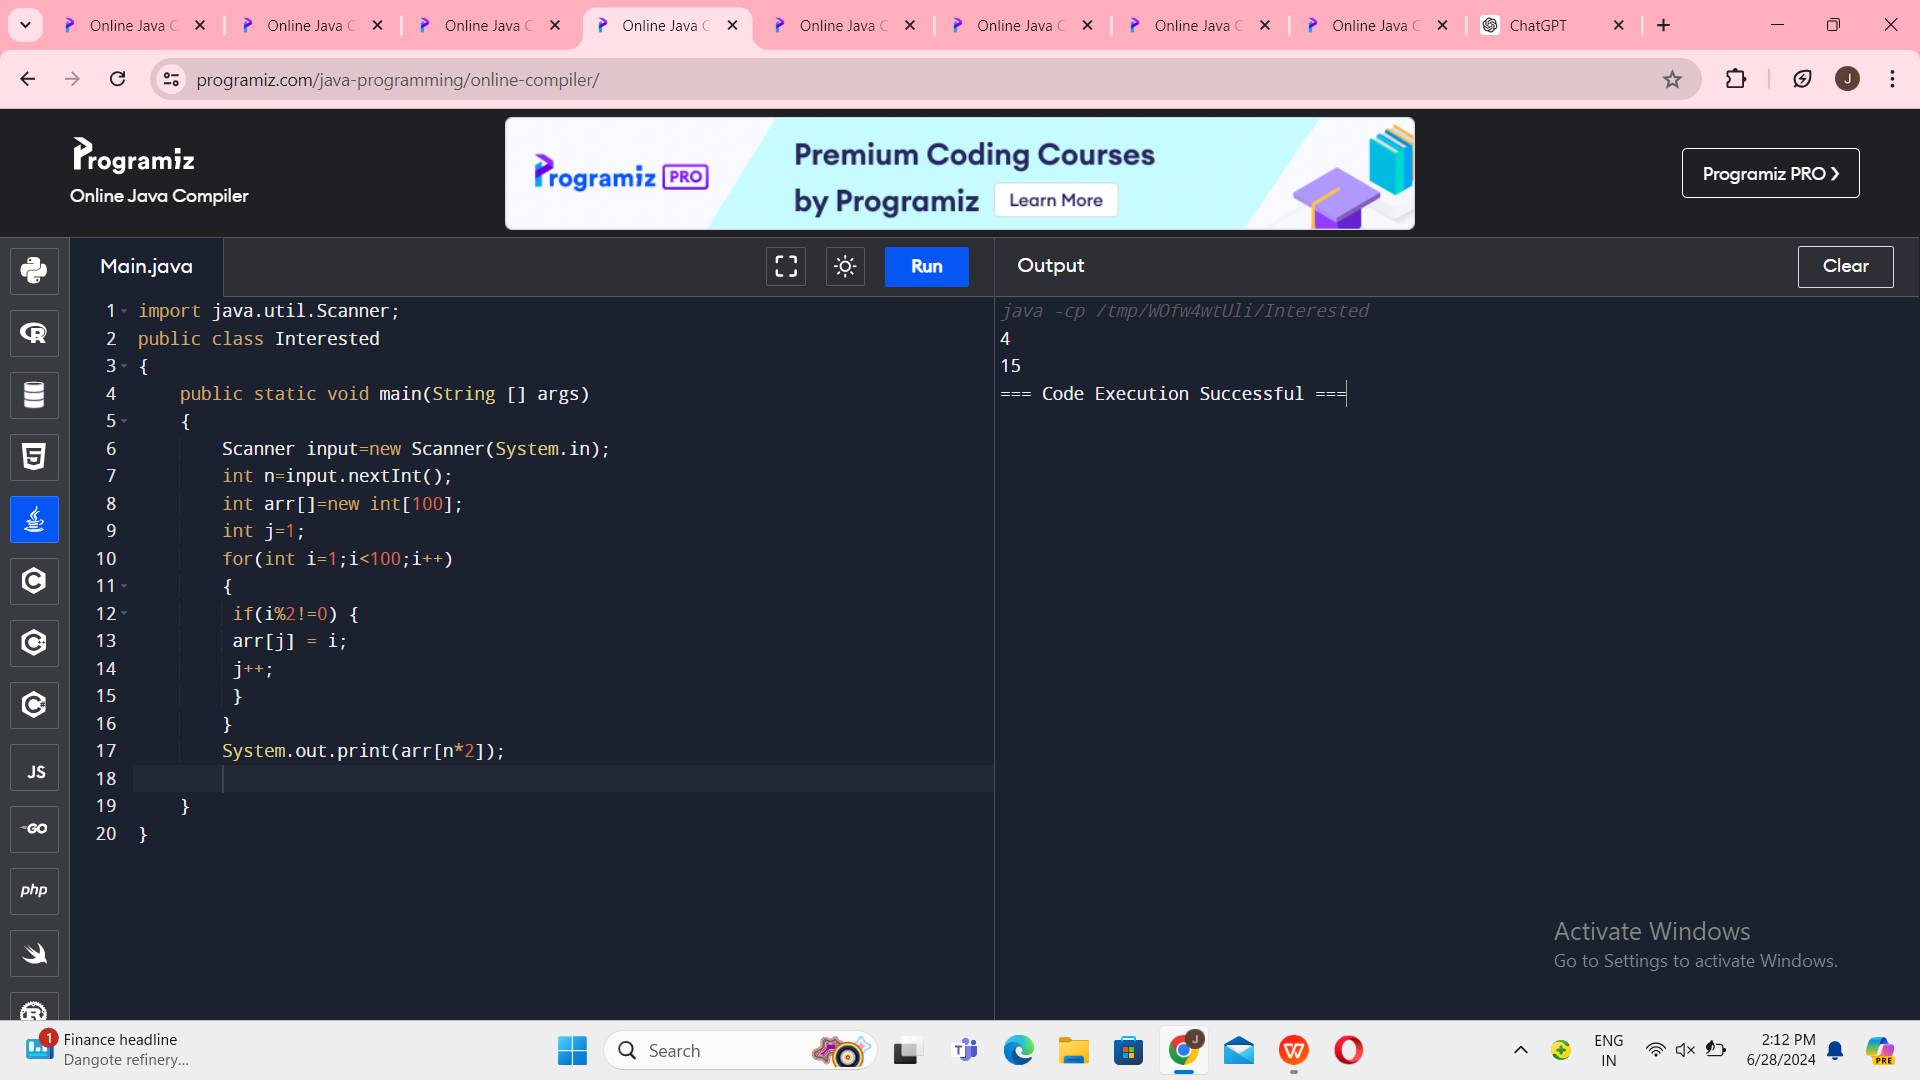 Online Java C
Online Java C
Online Java C
Online Java C
Online Java C
Online Java C
Online Java C
Online Java C
ChatGPT
programiz.com/java-programming/online-compiler/
J
Programiz
Online Java Compiler
Programiz PRO
Premium Coding Courses
by Programiz
Learn More
Programiz PRO ❯
Main.java
Run
Output
Clear
1 import java.util.Scanner;
2 public class Interested
3 {
4 public static void main(String [] args)
5 {
6 Scanner input=new Scanner(System.in);
7 int n=input.nextInt();
8 int arr[]=new int[100];
9 int j=1;
10 for(int i=1;i<100;i++)
11 {
12 if(i%2!=0) {
13 arr[j] = i;
14 j++;
15 }
16 }
17 System.out.print(arr[n*2]);
18
19 }
20 }
java -cp /tmp/WOfw4wtUli/Interested
4
15
=== Code Execution Successful ===
JS
GO
php
Activate Windows
Go to Settings to activate Windows.
1
Finance headline
Dangote refinery...
Search
J
ENG
IN
2:12 PM
6/28/2024
PRE